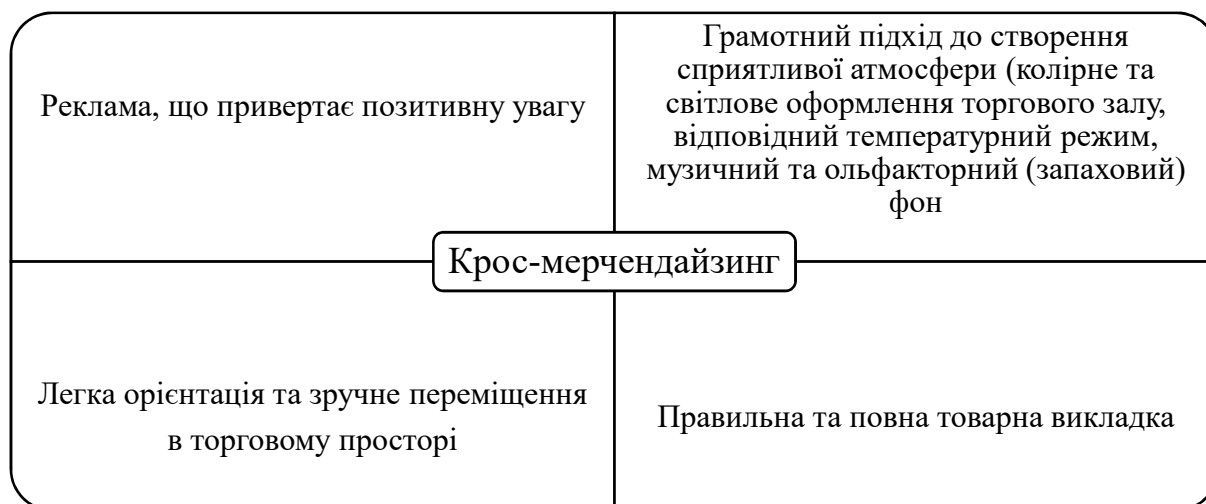 Реклама, що привертає позитивну увагу
Грамотний підхід до створення
сприятливої атмосфери (колірне та
світлове оформлення торгового залу,
відповідний температурний режим,
музичний та ольфакторний (запаховий)
фон
Крос-мерчендайзинг
Легка орієнтація та зручне переміщення
в торговому просторі
Правильна та повна товарна викладка